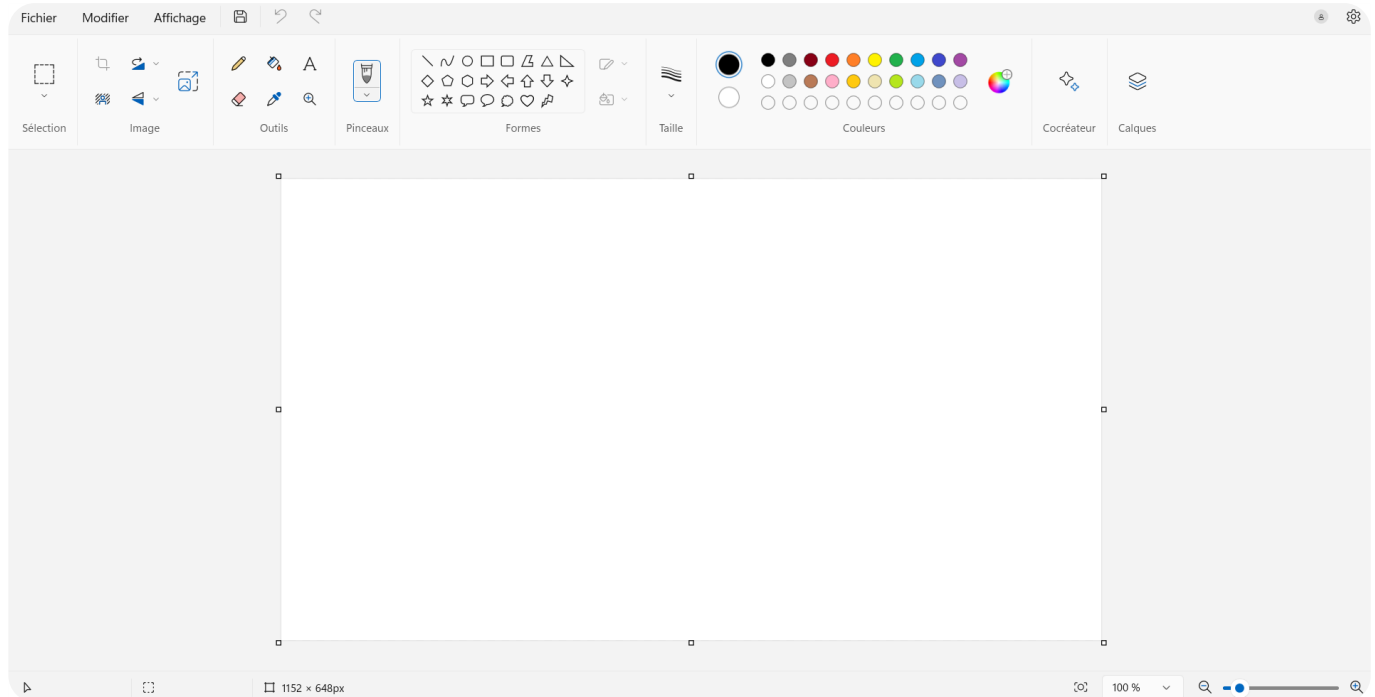 Fichier Modifier Affichage
Sélection Image Outils Pinceaux Formes Taille Couleurs Cocréateur Calques
1152 × 648px 100 %